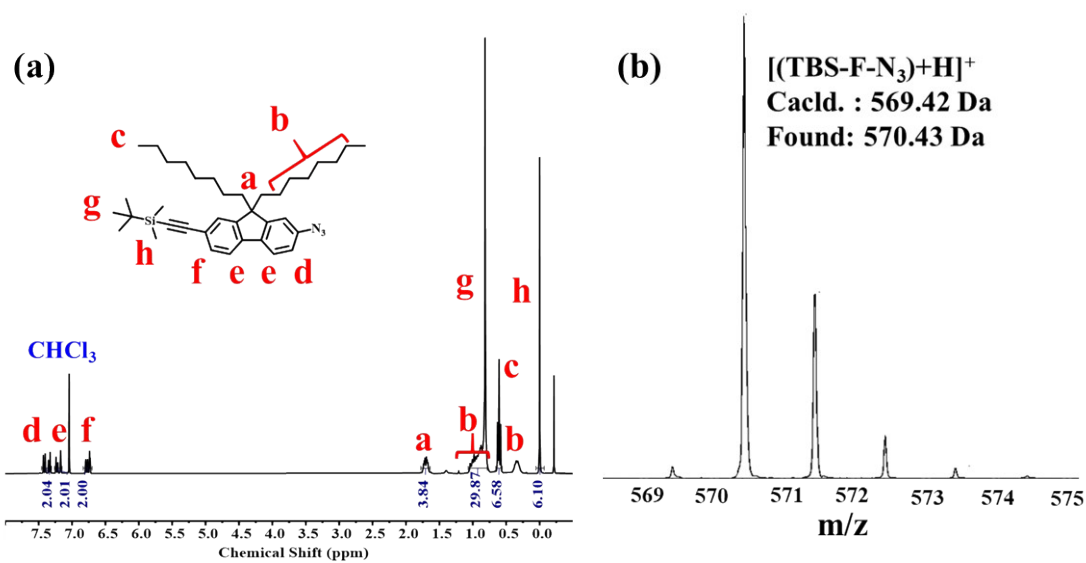 (a)
(b)
[(TBS-F-N3)+H]+
Cacld. : 569.42 Da
Found: 570.43 Da
b
c
a
g
Si
N3
h
f
e
e
d
g
h
CHCl3
c
d
e
f
a
b
b
2.04
2.01
2.00
3.84
29.87
6.58
6.10
7.5 7.0 6.5 6.0 5.5 5.0 4.5 4.0 3.5 3.0 2.5 2.0 1.5 1.0 0.5 0.0
Chemical Shift (ppm)
569 570 571 572 573 574 575
m/z